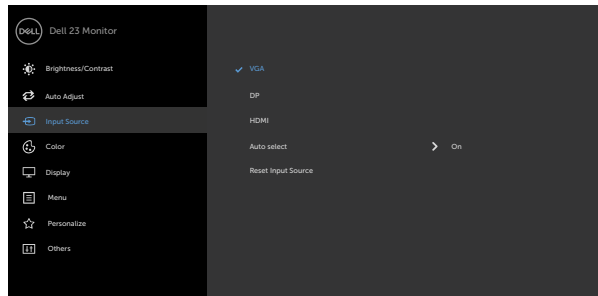 DELL Dell 23 Monitor
Brightness/Contrast
VGA
Auto Adjust
DP
Input Source
HDMI
Color
Auto select On
Display
Reset Input Source
Menu
Personalize
Others